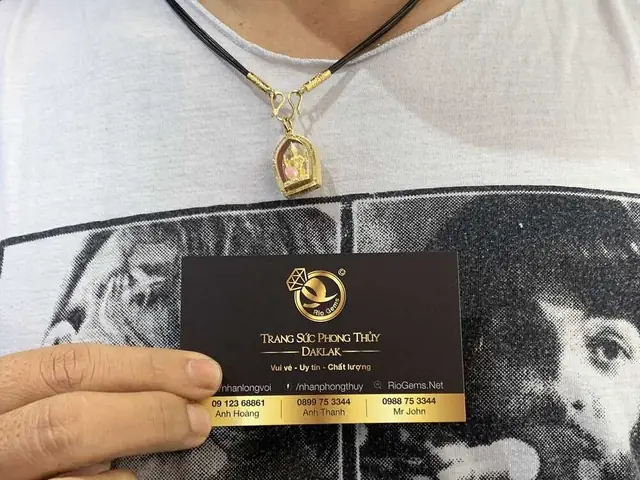 ©
Rio Gems
TRANG SỨC PHONG THỦY
DAKLAK
Vui vẻ - Uy tín - Chất lượng
/nhanlongvoi /nhanphongthuy RioGems.Net
09 123 68861 0899 75 3344 0988 75 3344
Anh Hoàng Anh Thanh Mr John